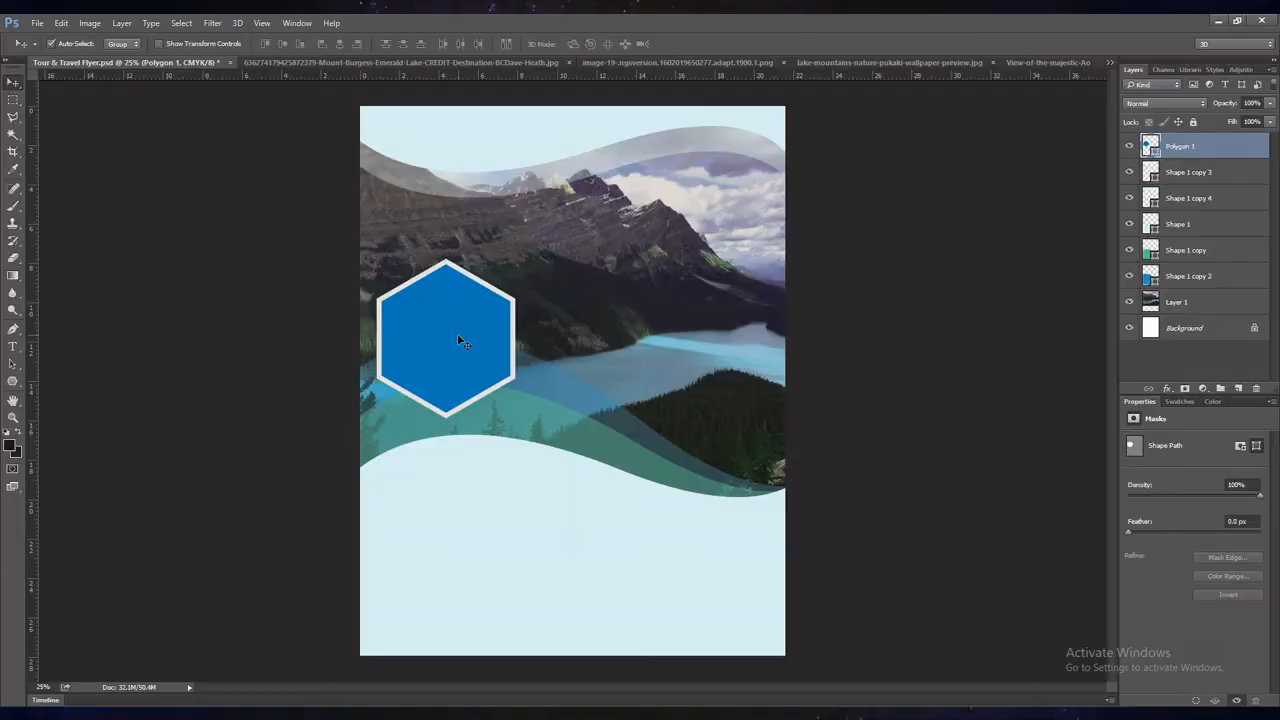 Ps File Edit Image Layer Type Select Filter 3D View Window Help
Auto-Select: Group Show Transform Controls 3D Mode: 3D
Tour & Travel Flyer.psd @ 25% (Polygon 1, CMYK/8) * × 636274179425872379-Mount-Burgess-Emerald-Lake-CREDIT-Destination-BCDave-Heath.jpg × image-19-.ngsversion.1602019650277.adapt.1900.1.png × lake-mountains-nature-pukaki-wallpaper-preview.jpg × View-of-the-majestic-Ao
Layers Channe Librari Styles Adjustn
Kind
Normal Opacity: 100%
Lock: Fill: 100%
Polygon 1
Shape 1 copy 3
Shape 1 copy 4
Shape 1
Shape 1 copy
Shape 1 copy 2
Layer 1
Background
Properties Swatches Color
Masks
Shape Path
Density: 100%
Feather: 0.0 px
Refine: Mask Edge...
Color Range...
Invert
Activate Windows
Go to Settings to activate Windows.
25% Doc: 32.1M/50.4M
Timeline